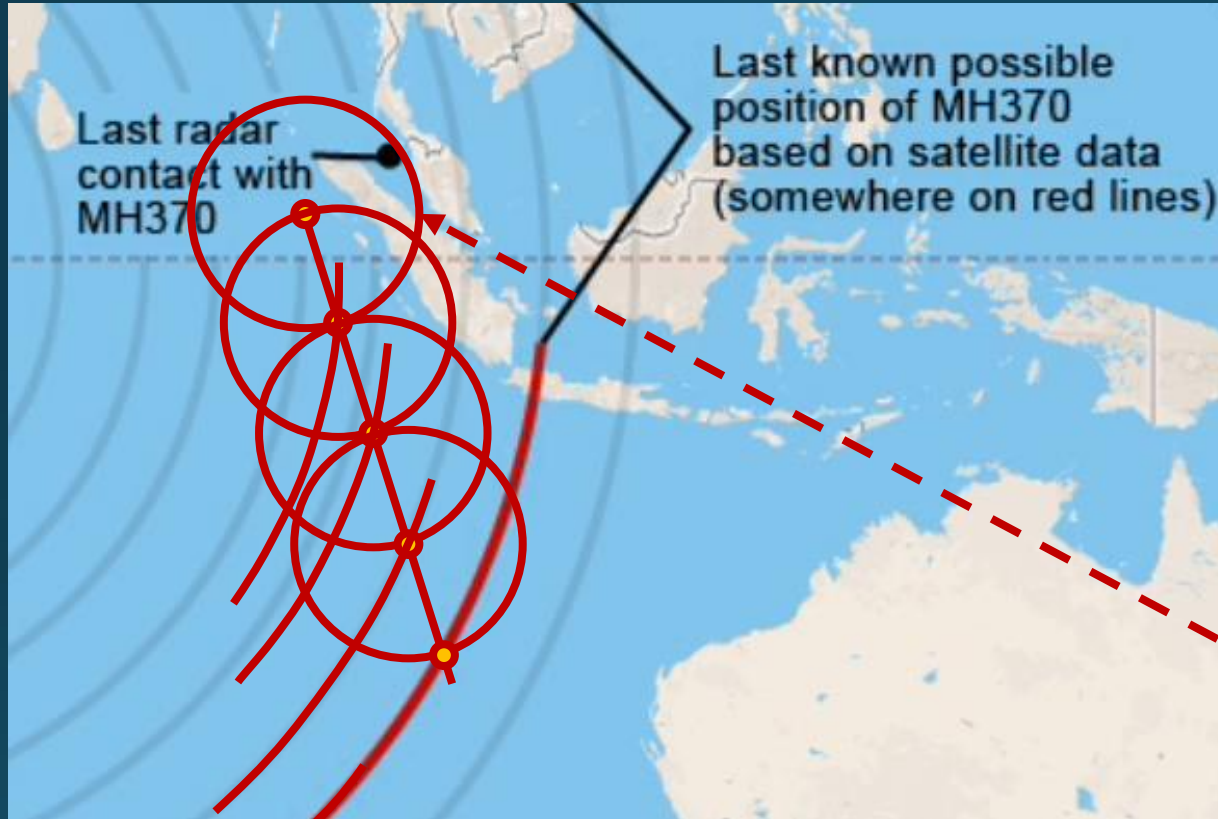 Last radar
contact with
MH370
Last known possible
position of MH370
based on satellite data
(somewhere on red lines)